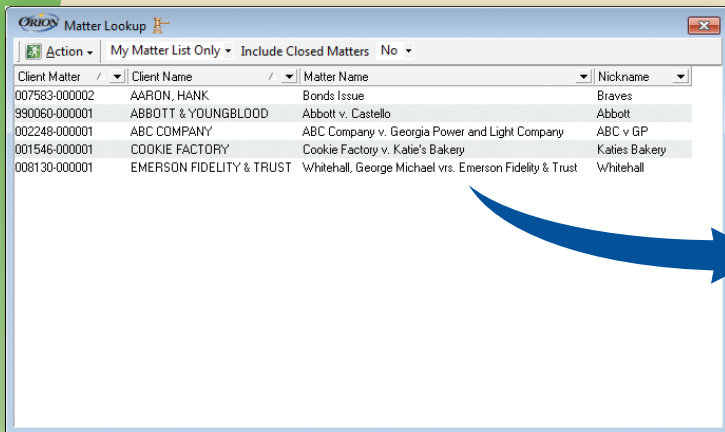 ORION Matter Lookup
Action My Matter List Only Include Closed Matters No
Client Matter / Client Name / Matter Name Nickname
007583-000002 AARON, HANK Bonds Issue Braves
990060-000001 ABBOTT & YOUNGBLOOD Abbott v. Castello Abbott
002248-000001 ABC COMPANY ABC Company v. Georgia Power and Light Company ABC v GP
001546-000001 COOKIE FACTORY Cookie Factory v. Katie's Bakery Katies Bakery
008130-000001 EMERSON FIDELITY & TRUST Whitehall, George Michael vrs. Emerson Fidelity & Trust Whitehall